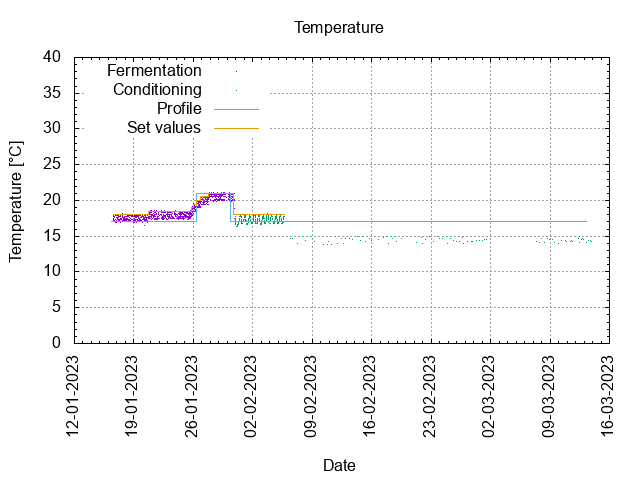 Temperature
Fermentation
Conditioning
Profile
Set values
Temperature [°C]
40
35
30
25
20
15
10
5
0
12-01-2023
19-01-2023
26-01-2023
02-02-2023
09-02-2023
16-02-2023
23-02-2023
02-03-2023
09-03-2023
16-03-2023
Date